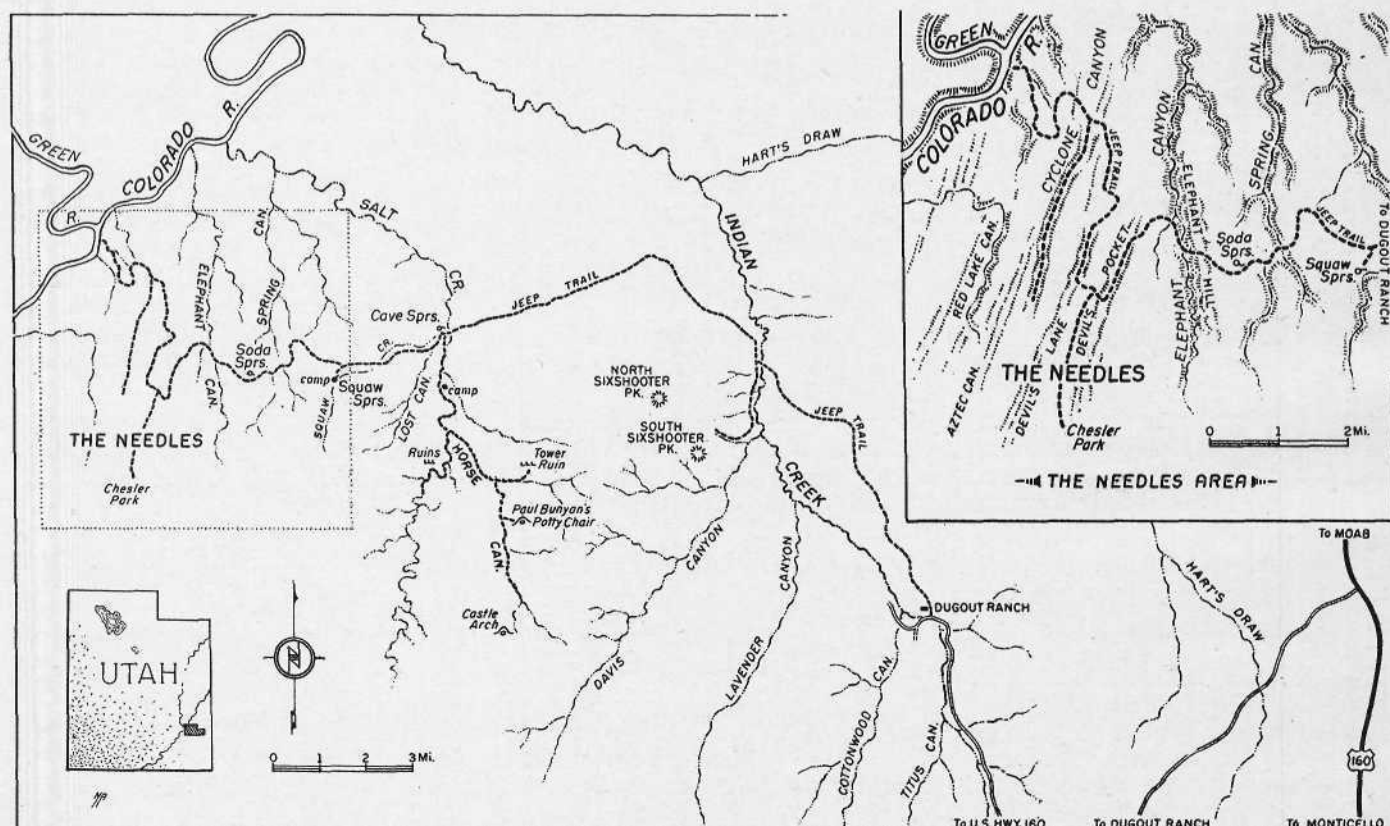 GREEN
R.
COLORADO R.
SALT
CR.
HART'S DRAW
INDIAN
CREEK
ELEPHANT
CAN.
SPRING
CAN.
Cave Sprs.
JEEP TRAIL
Soda
Sprs.
CR.
camp
Squaw
Sprs.
SQUAW
LOST CAN.
camp
NORTH
SIXSHOOTER
PK.
SOUTH
SIXSHOOTER
PK.
JEEP
TRAIL
THE NEEDLES
Chesler
Park
Ruins
HORSE
CAN.
Tower
Ruin
Paul Bunyan's
Potty Chair
Castle
Arch
DAVIS
CANYON
LAVENDER
CANYON
DUGOUT RANCH
COTTONWOOD
CAN.
TITUS CAN.
To U.S. HWY. 160
UTAH
N
0 1 2 3 Mi.
MP
GREEN
R.
COLORADO
CYCLONE
CANYON
JEEP TRAIL
RED LAKE CAN.
AZTEC CAN.
DEVIL'S LANE
DEVIL'S
POCKET
ELEPHANT
CANYON
ELEPHANT
HILL
SPRING
CAN
Soda
Sprs.
JEEP TRAIL
Squaw
Sprs.
To DUGOUT RANCH
THE NEEDLES
Chesler
Park
0 1 2 Mi.
THE NEEDLES AREA
To MOAB
HART'S DRAW
160
To DUGOUT RANCH
To MONTICELLO